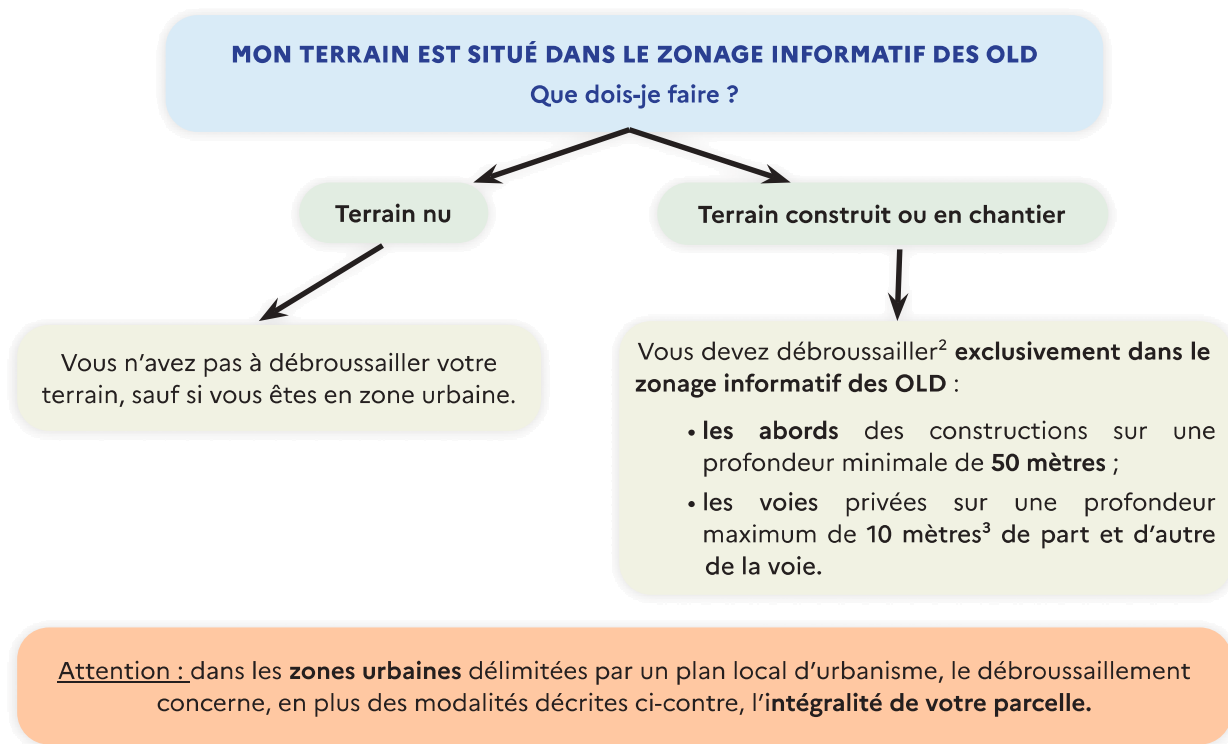 MON TERRAIN EST SITUÉ DANS LE ZONAGE INFORMATIF DES OLD
Que dois-je faire ?
Terrain nu
Terrain construit ou en chantier
Vous n’avez pas à débroussailler votre
terrain, sauf si vous êtes en zone urbaine.
Vous devez débroussailler² exclusivement dans le
zonage informatif des OLD :
• les abords des constructions sur une
profondeur minimale de 50 mètres ;
• les voies privées sur une profondeur
maximum de 10 mètres³ de part et d’autre
de la voie.
Attention : dans les zones urbaines délimitées par un plan local d’urbanisme, le débroussaillement
concerne, en plus des modalités décrites ci-contre, l’intégralité de votre parcelle.